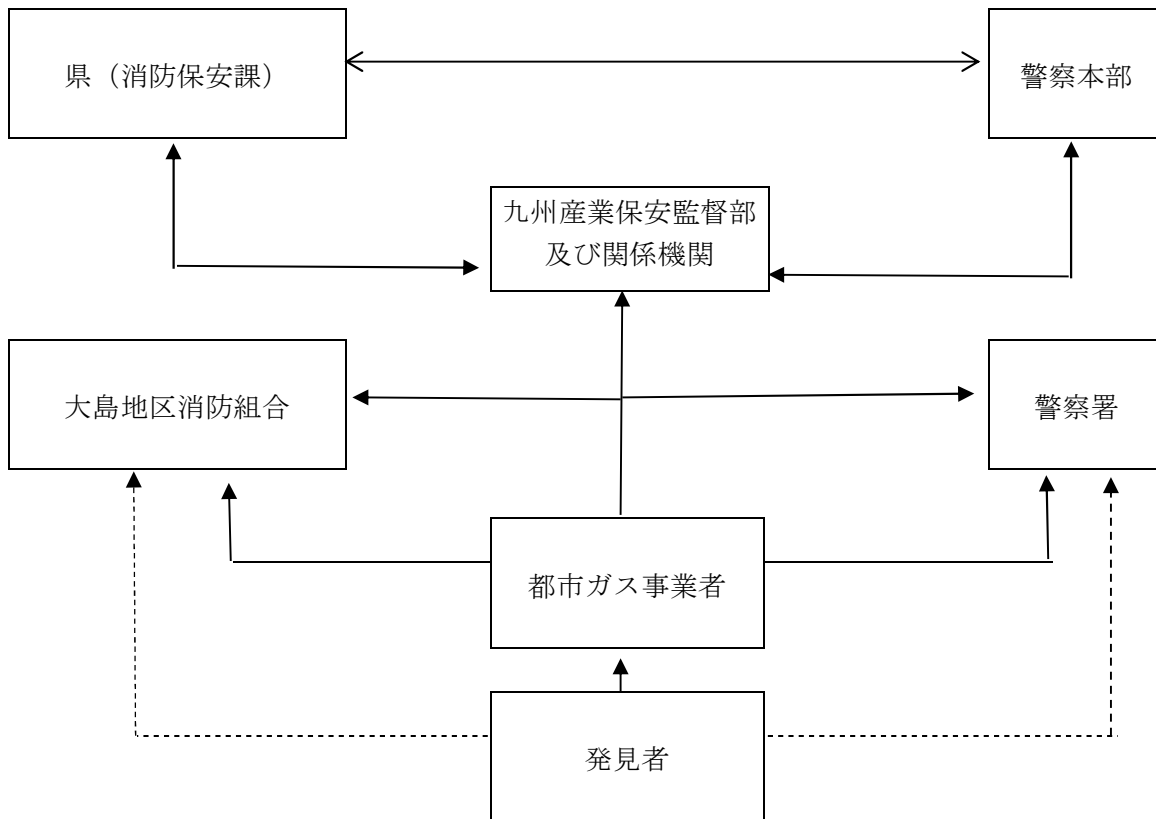 県（消防保安課）
警察本部
九州産業保安監督部
及び関係機関
大島地区消防組合
警察署
都市ガス事業者
発見者